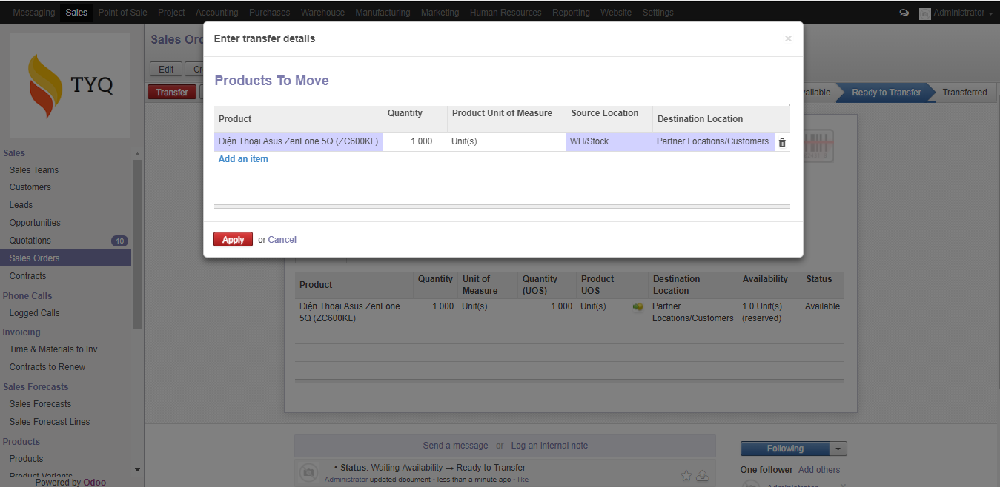 Messaging Sales Point of Sale Project Accounting Purchases Warehouse Manufacturing Marketing Human Resources Reporting Website Settings Administrator
TYQ
Sales
Sales Teams
Customers
Leads
Opportunities
Quotations 10
Sales Orders
Contracts
Phone Calls
Logged Calls
Invoicing
Time & Materials to Inv…
Contracts to Renew
Sales Forecasts
Sales Forecasts
Sales Forecast Lines
Products
Products
Product Variants
Powered by Odoo
Sales Ord
Edit Cr
Transfer
vailable Ready to Transfer Transferred
Enter transfer details ×
Products To Move
Product Quantity Product Unit of Measure Source Location Destination Location
Điện Thoại Asus ZenFone 5Q (ZC600KL) 1.000 Unit(s) WH/Stock Partner Locations/Customers
Add an item
Apply or Cancel
Product Quantity Unit of Measure Quantity (UOS) Product UOS Destination Location Availability Status
Điện Thoại Asus ZenFone 1.000 Unit(s) 1.000 Unit(s) Partner 1.0 Unit(s) Available
5Q (ZC600KL) Locations/Customers (reserved)
Send a message or Log an internal note
• Status: Waiting Availability → Ready to Transfer
Administrator updated document - less than a minute ago - like
Following
One follower Add others
Administrator